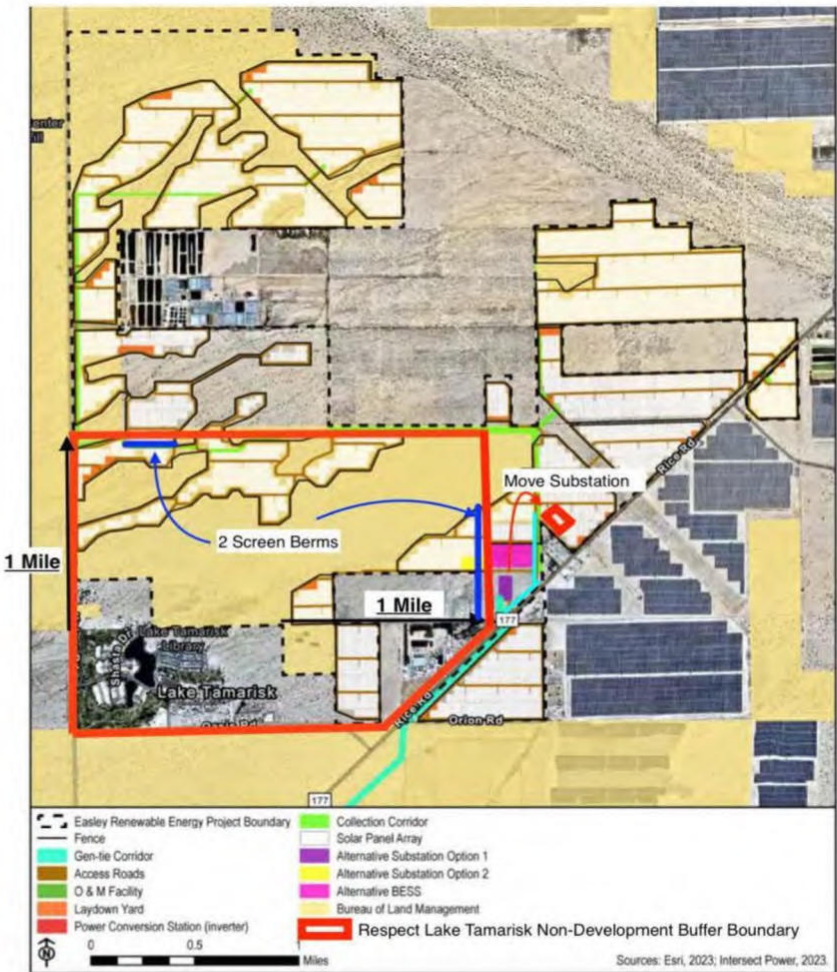 Rice Rd
Move Substation
2 Screen Berms
1 Mile
1 Mile
177
Shasta Dr
Lake Tamarisk
Library
Lake Tamarisk
Rice Rd
Orion Rd
177
Easley Renewable Energy Project Boundary
Fence
Gen-tie Corridor
Access Roads
O & M Facility
Laydown Yard
Power Conversion Station (inverter)
Collection Corridor
Solar Panel Array
Alternative Substation Option 1
Alternative Substation Option 2
Alternative BESS
Bureau of Land Management
Respect Lake Tamarisk Non-Development Buffer Boundary
N
0 0.5 1
Miles
Sources: Esri, 2023; Intersect Power, 2023.